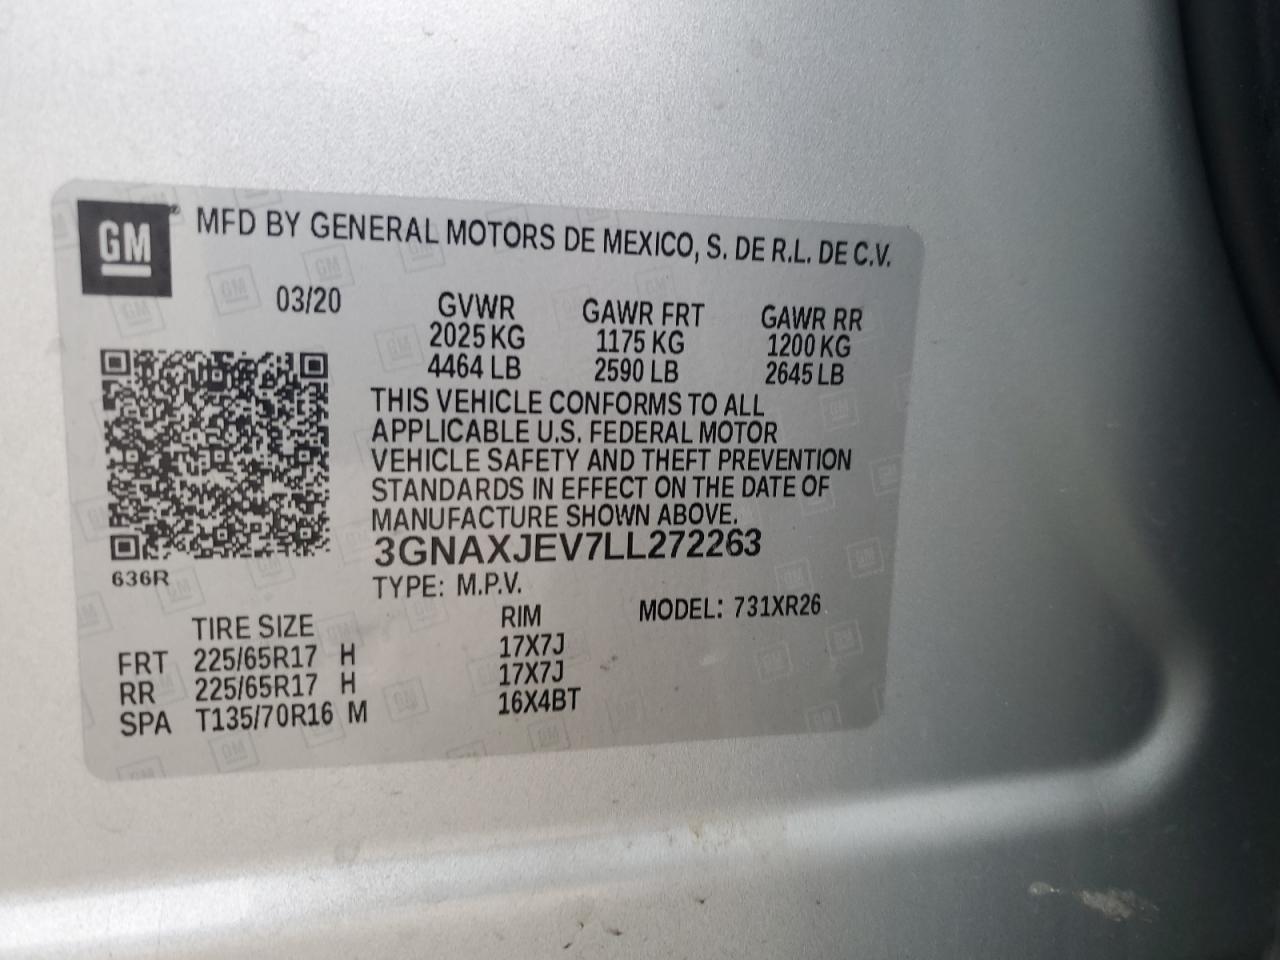 GM® MFD BY GENERAL MOTORS DE MEXICO, S. DE R.L. DE C.V.
03/20
GVWR GAWR FRT GAWR RR
2025 KG 1175 KG 1200 KG
4464 LB 2590 LB 2645 LB
THIS VEHICLE CONFORMS TO ALL
APPLICABLE U.S. FEDERAL MOTOR
VEHICLE SAFETY AND THEFT PREVENTION
STANDARDS IN EFFECT ON THE DATE OF
MANUFACTURE SHOWN ABOVE.
3GNAXJEV7LL272263
636R
TYPE: M.P.V.
TIRE SIZE RIM MODEL: 731XR26
FRT 225/65R17 H 17X7J
RR 225/65R17 H 17X7J
SPA T135/70R16 M 16X4BT